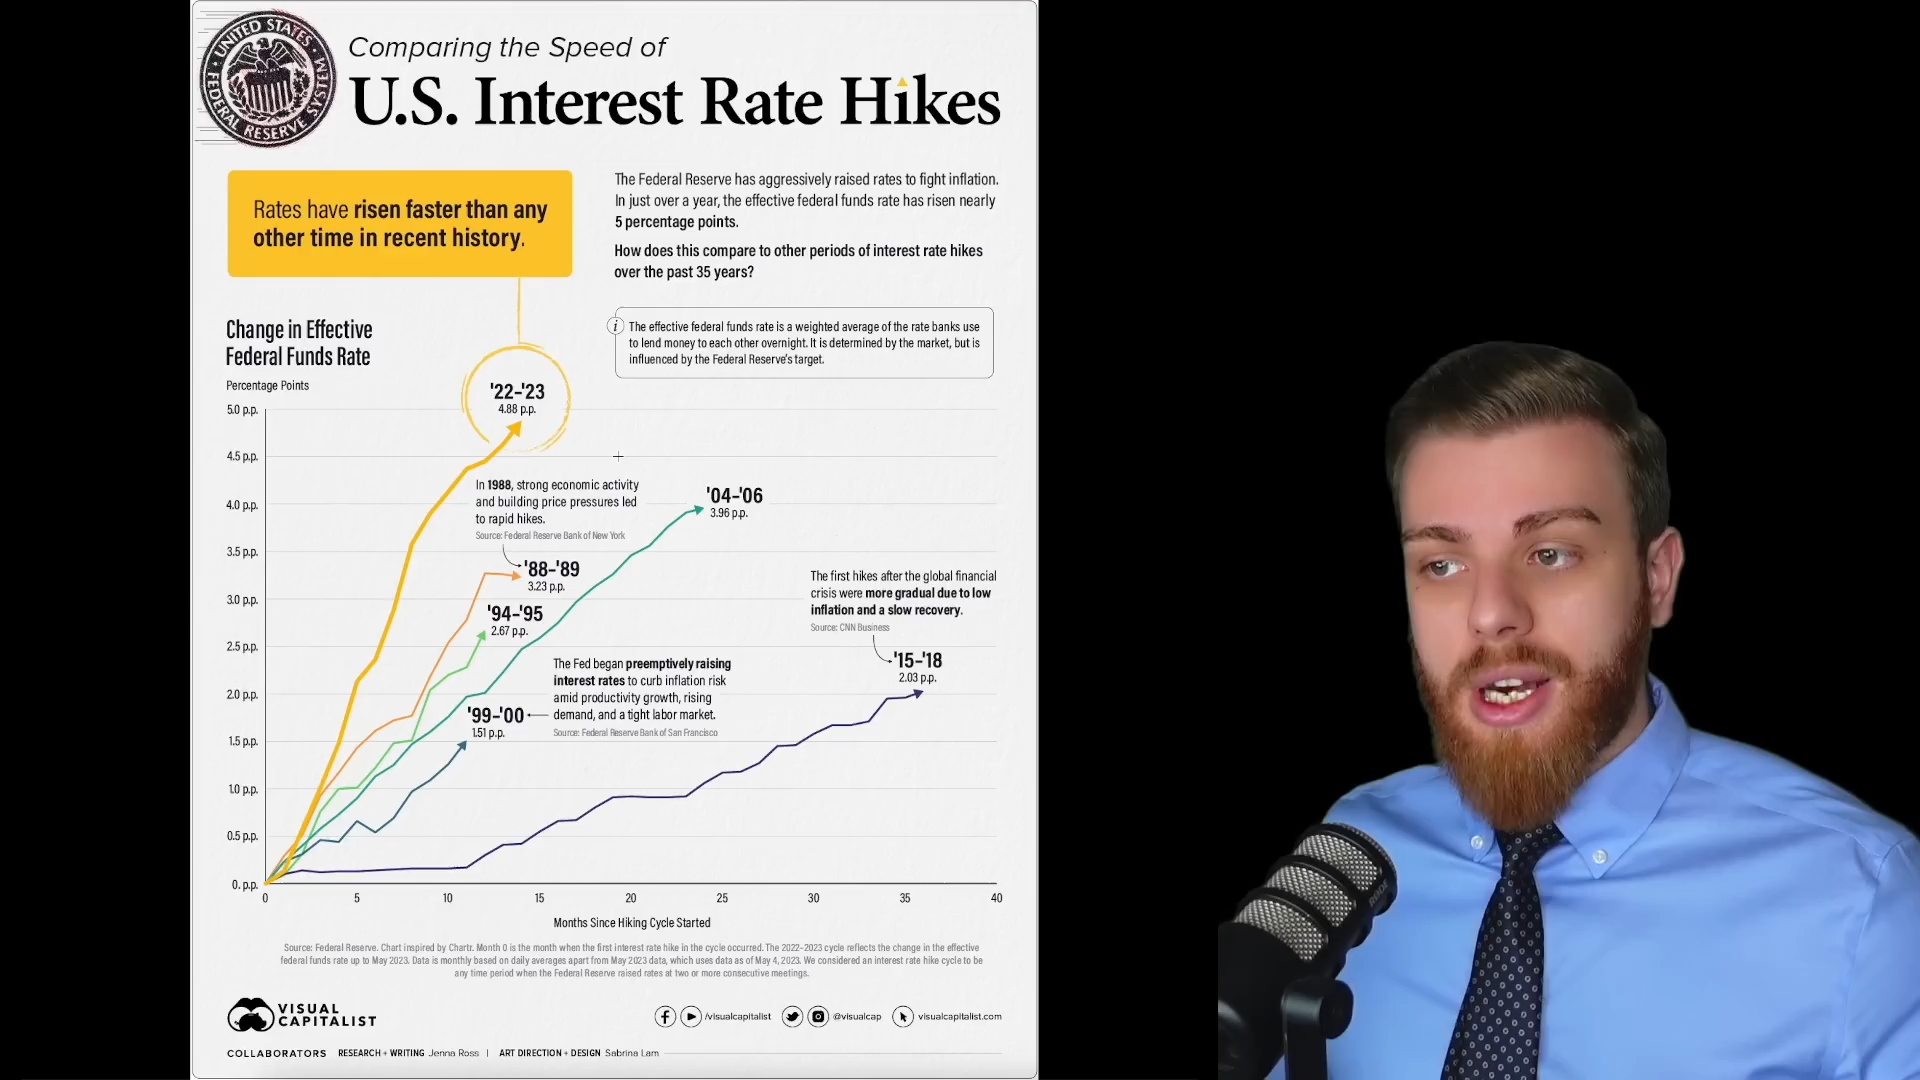 UNITED STATES
FEDERAL RESERVE SYSTEM
Comparing the Speed of
U.S. Interest Rate Hikes
Rates have risen faster than any
other time in recent history.
The Federal Reserve has aggressively raised rates to fight inflation.
In just over a year, the effective federal funds rate has risen nearly
5 percentage points.
How does this compare to other periods of interest rate hikes
over the past 35 years?
i
The effective federal funds rate is a weighted average of the rate banks use
to lend money to each other overnight. It is determined by the market, but is
influenced by the Federal Reserve's target.
Change in Effective
Federal Funds Rate
Percentage Points
5.0 p.p.
4.5 p.p.
4.0 p.p.
3.5 p.p.
3.0 p.p.
2.5 p.p.
2.0 p.p.
1.5 p.p.
1.0 p.p.
0.5 p.p.
0. p.p.
'22-'23
4.88 p.p.
In 1988, strong economic activity
and building price pressures led
to rapid hikes.
Source: Federal Reserve Bank of New York
'88-'89
3.23 p.p.
'94-'95
2.67 p.p.
'04-'06
3.96 p.p.
The first hikes after the global financial
crisis were more gradual due to low
inflation and a slow recovery.
Source: CNN Business
'15-'18
2.03 p.p.
The Fed began preemptively raising
interest rates to curb inflation risk
amid productivity growth, rising
demand, and a tight labor market.
Source: Federal Reserve Bank of San Francisco
'99-'00
1.51 p.p.
0 5 10 15 20 25 30 35 40
Months Since Hiking Cycle Started
Source: Federal Reserve. Chart inspired by Chartr. Month 0 is the month when the first interest rate hike in the cycle occurred. The 2022-2023 cycle reflects the change in the effective
federal funds rate up to May 2023. Data is monthly based on daily averages apart from May 2023 data, which uses data as of May 4, 2023. We considered an interest rate hike cycle to be
any time period when the Federal Reserve raised rates at two or more consecutive meetings.
VISUAL
CAPITALIST
/visualcapitalist @visualcap visualcapitalist.com
COLLABORATORS RESEARCH + WRITING Jenna Ross | ART DIRECTION + DESIGN Sabrina Lam
RODE